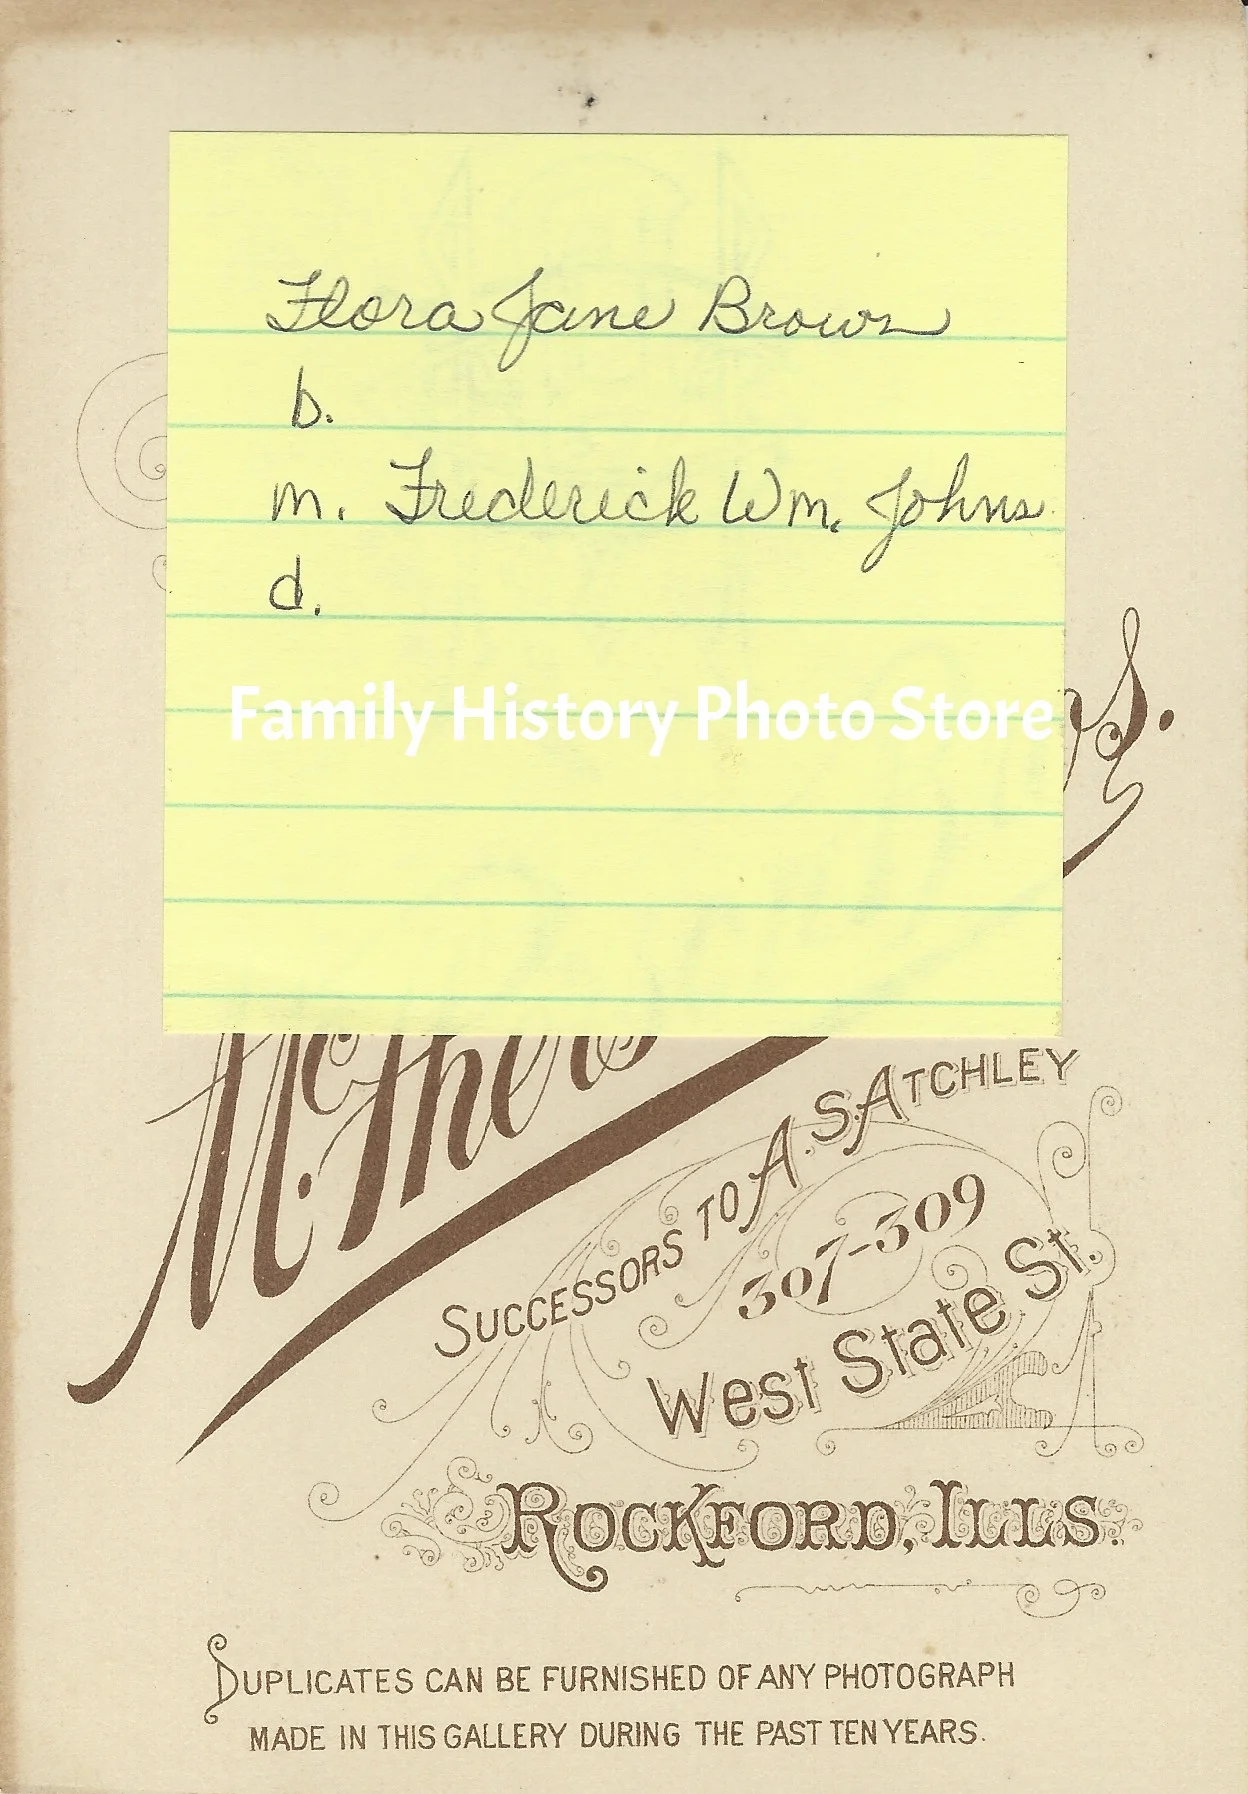 Flora Jane Brown
b.
m. Frederick Wm. Johns
d.
Family History Photo Store
s.
McTher
SUCCESSORS TO A. S. ATCHLEY
307-309
West State St.
ROCKFORD, ILLS.
DUPLICATES CAN BE FURNISHED OF ANY PHOTOGRAPH
MADE IN THIS GALLERY DURING THE PAST TEN YEARS.